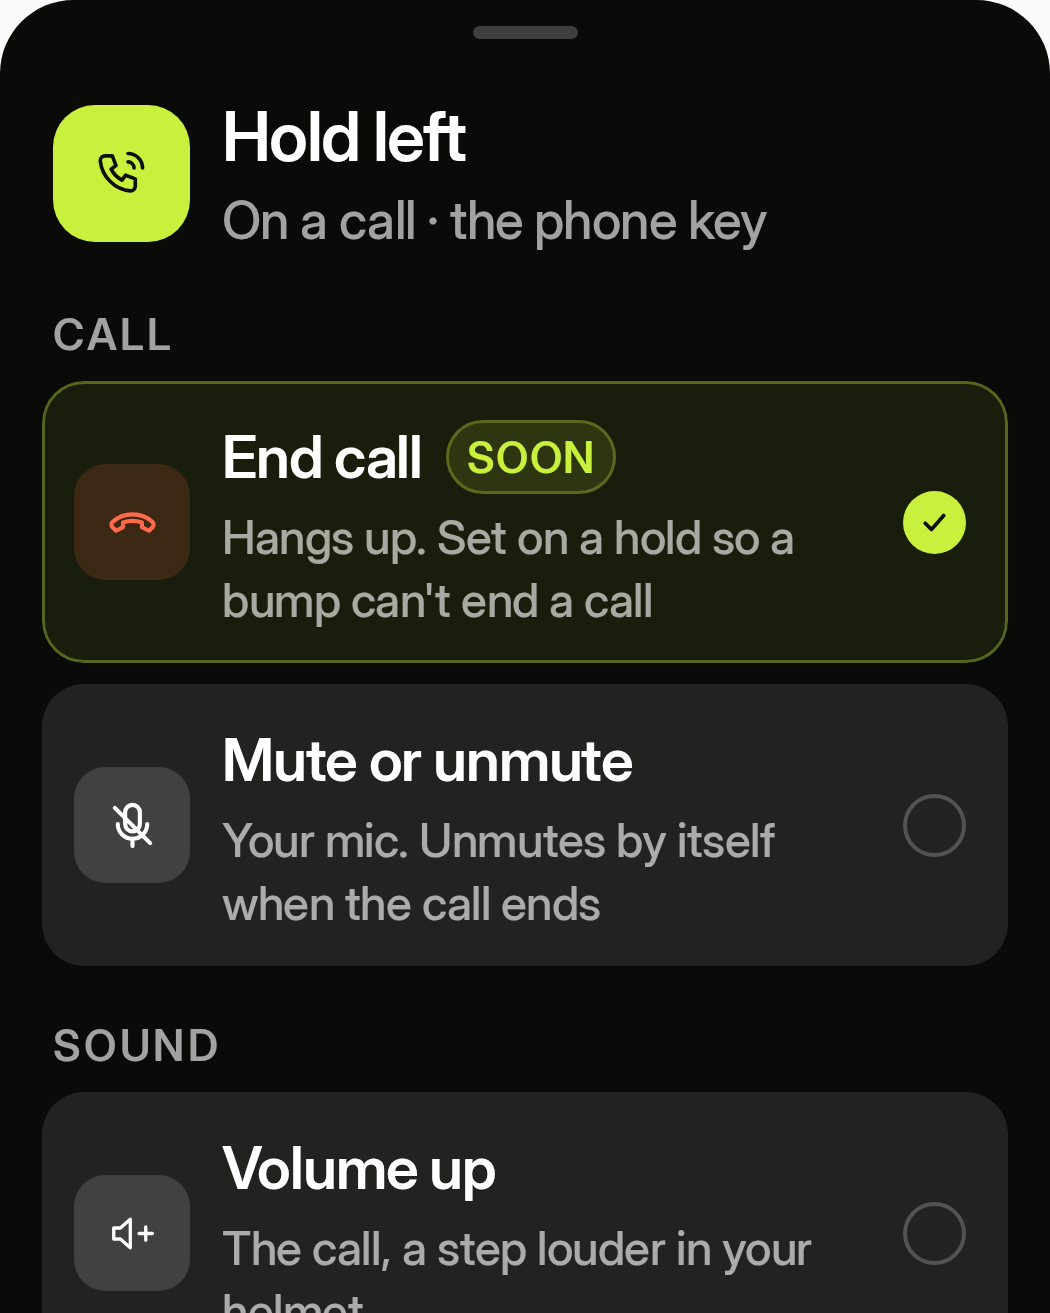 Hold left
On a call · the phone key
CALL
End call SOON
Hangs up. Set on a hold so a
bump can't end a call
Mute or unmute
Your mic. Unmutes by itself
when the call ends
SOUND
Volume up
The call, a step louder in your
helmet